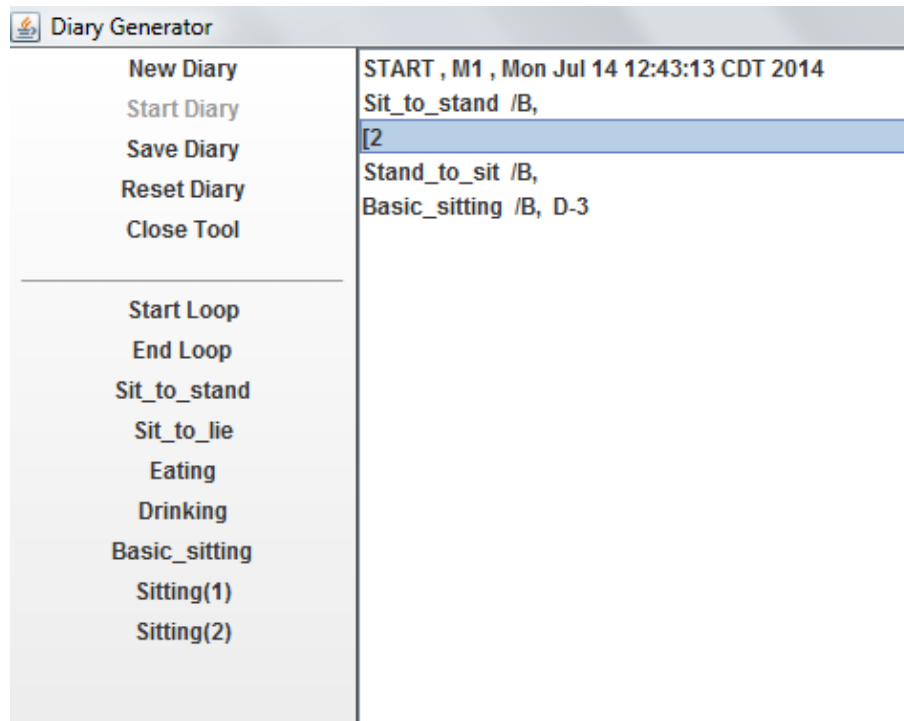 Diary Generator
New Diary
Start Diary
Save Diary
Reset Diary
Close Tool
Start Loop
End Loop
Sit_to_stand
Sit_to_lie
Eating
Drinking
Basic_sitting
Sitting(1)
Sitting(2)
START , M1 , Mon Jul 14 12:43:13 CDT 2014
Sit_to_stand /B,
[2
Stand_to_sit /B,
Basic_sitting /B, D-3